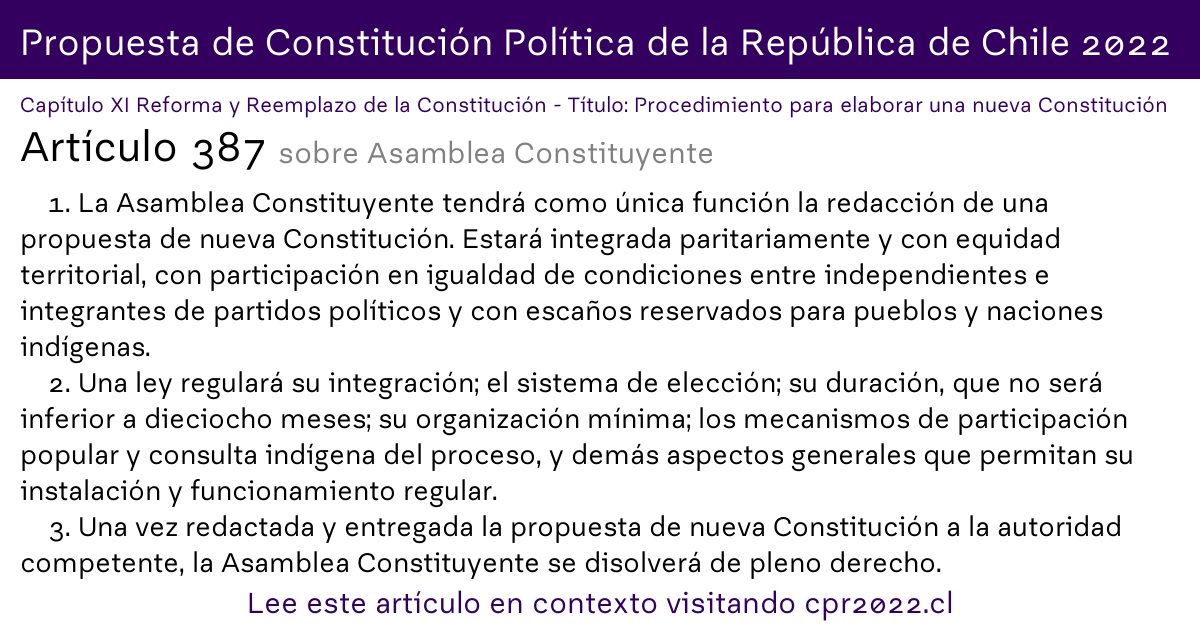 Propuesta de Constitución Política de la República de Chile 2022
Capítulo XI Reforma y Reemplazo de la Constitución - Título: Procedimiento para elaborar una nueva Constitución
Artículo 387 sobre Asamblea Constituyente
1. La Asamblea Constituyente tendrá como única función la redacción de una
propuesta de nueva Constitución. Estará integrada paritariamente y con equidad
territorial, con participación en igualdad de condiciones entre independientes e
integrantes de partidos políticos y con escaños reservados para pueblos y naciones
indígenas.
2. Una ley regulará su integración; el sistema de elección; su duración, que no será
inferior a dieciocho meses; su organización mínima; los mecanismos de participación
popular y consulta indígena del proceso, y demás aspectos generales que permitan su
instalación y funcionamiento regular.
3. Una vez redactada y entregada la propuesta de nueva Constitución a la autoridad
competente, la Asamblea Constituyente se disolverá de pleno derecho.
Lee este artículo en contexto visitando cpr2022.cl